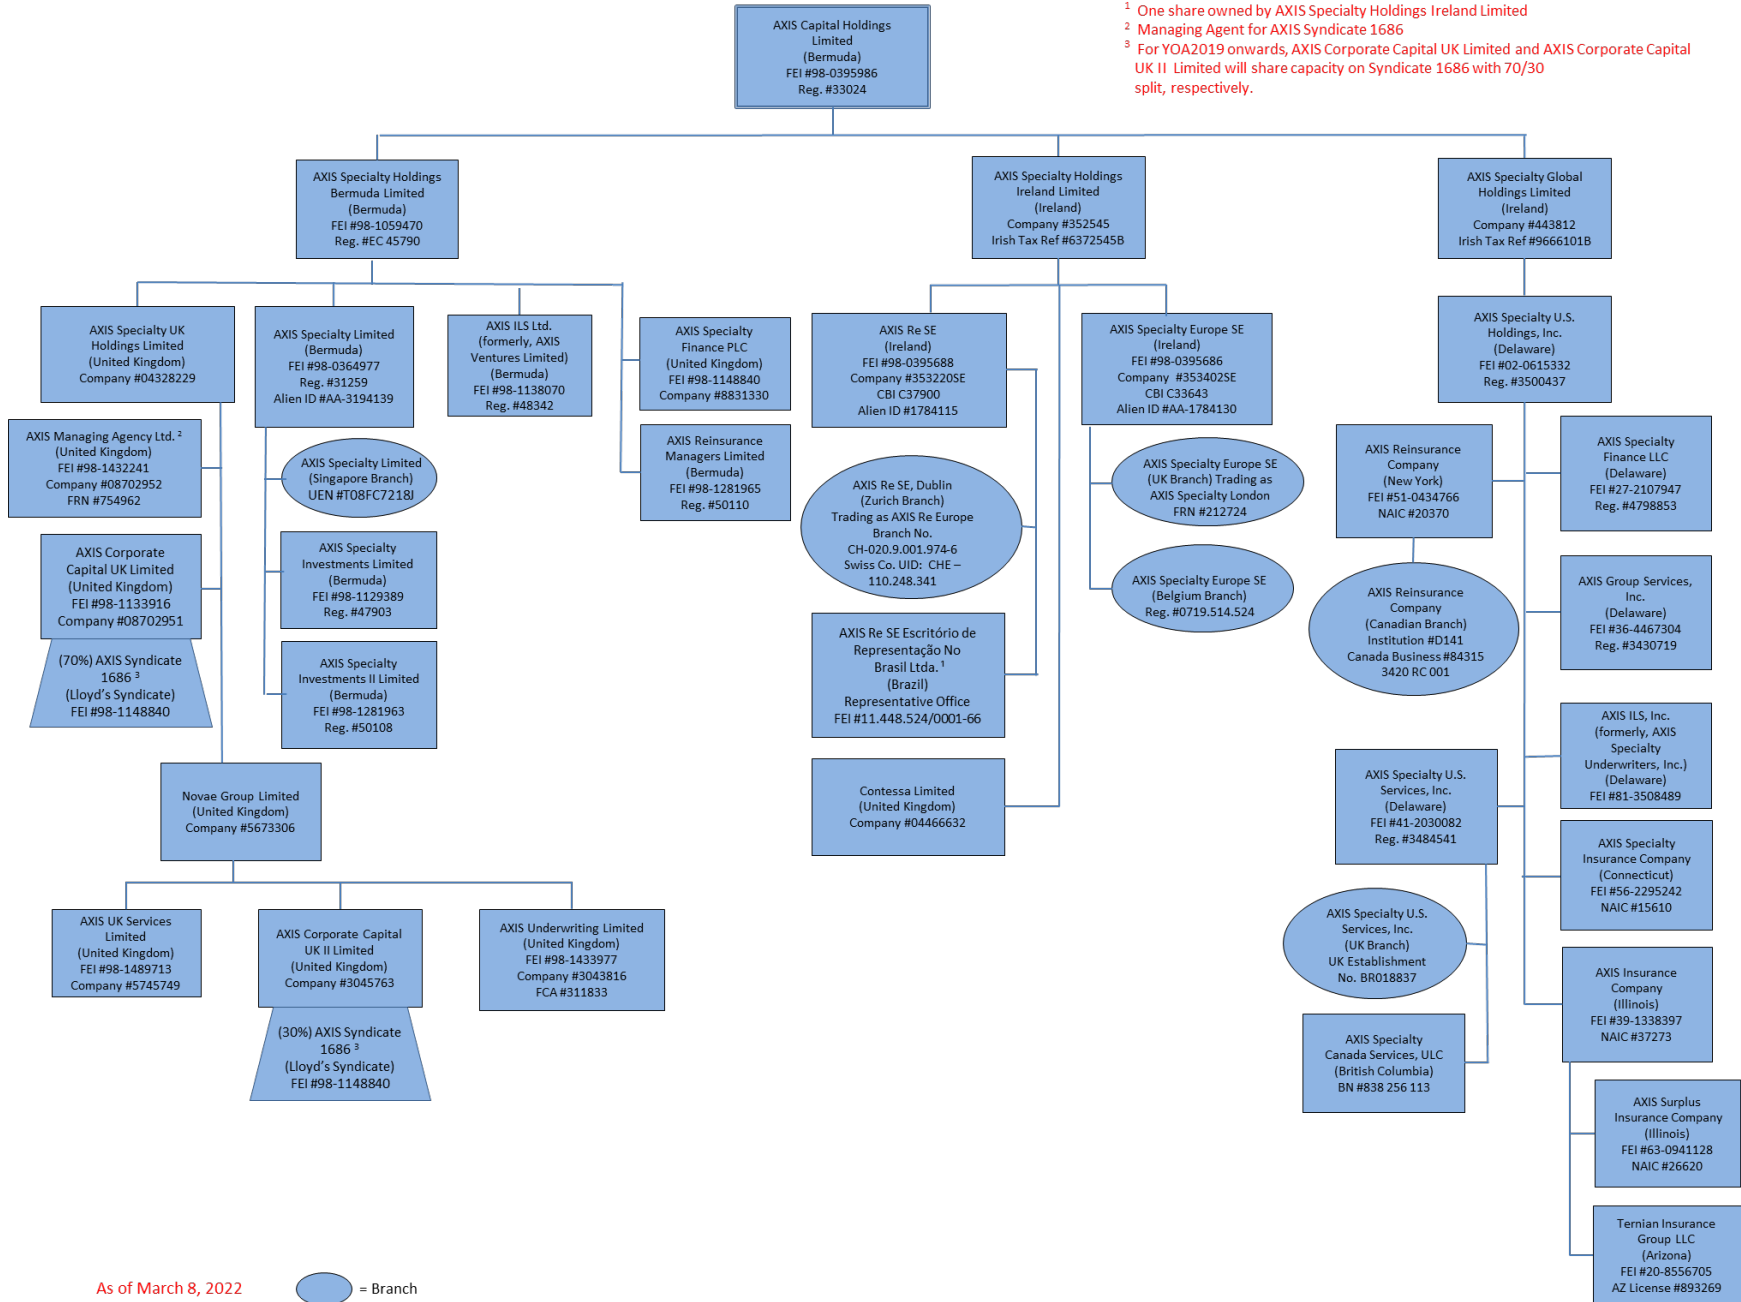 AXIS Capital Holdings
Limited
(Bermuda)
FEI #98-0395986
Reg. #33024
1 One share owned by AXIS Specialty Holdings Ireland Limited
2 Managing Agent for AXIS Syndicate 1686
3 For YOA2019 onwards, AXIS Corporate Capital UK Limited and AXIS Corporate Capital
UK II Limited will share capacity on Syndicate 1686 with 70/30
split, respectively.
AXIS Specialty Holdings
Bermuda Limited
(Bermuda)
FEI #98-1059470
Reg. #EC 45790
AXIS Specialty Holdings
Ireland Limited
(Ireland)
Company #352545
Irish Tax Ref #6372545B
AXIS Specialty Global
Holdings Limited
(Ireland)
Company #443812
Irish Tax Ref #9666101B
AXIS Specialty UK
Holdings Limited
(United Kingdom)
Company #04328229
AXIS Specialty Limited
(Bermuda)
FEI #98-0364977
Reg. #31259
Alien ID #AA-3194139
AXIS ILS Ltd.
(formerly, AXIS
Ventures Limited)
(Bermuda)
FEI #98-1138070
Reg. #48342
AXIS Specialty
Finance PLC
(United Kingdom)
FEI #98-1148840
Company #8831330
AXIS Re SE
(Ireland)
FEI #98-0395688
Company #353220SE
CBI C37900
Alien ID #1784115
AXIS Specialty Europe SE
(Ireland)
FEI #98-0395686
Company #353402SE
CBI C33643
Alien ID #AA-1784130
AXIS Specialty U.S.
Holdings, Inc.
(Delaware)
FEI #02-0615332
Reg. #3500437
AXIS Managing Agency Ltd. 2
(United Kingdom)
FEI #98-1432241
Company #08702952
FRN #754962
AXIS Specialty Limited
(Singapore Branch)
UEN #T08FC7218J
AXIS Reinsurance
Managers Limited
(Bermuda)
FEI #98-1281965
Reg. #50110
AXIS Re SE, Dublin
(Zurich Branch)
Trading as AXIS Re Europe
Branch No.
CH-020.9.001.974-6
Swiss Co. UID: CHE –
110.248.341
AXIS Specialty Europe SE
(UK Branch) Trading as
AXIS Specialty London
FRN #212724
AXIS Reinsurance
Company
(New York)
FEI #51-0434766
NAIC #20370
AXIS Specialty
Finance LLC
(Delaware)
FEI #27-2107947
Reg. #4798853
AXIS Corporate
Capital UK Limited
(United Kingdom)
FEI #98-1133916
Company #08702951
(70%) AXIS Syndicate
1686 3
(Lloyd's Syndicate)
FEI #98-1148840
AXIS Specialty
Investments Limited
(Bermuda)
FEI #98-1129389
Reg. #47903
AXIS Specialty
Investments II Limited
(Bermuda)
FEI #98-1281963
Reg. #50108
AXIS Re SE Escritório de
Representação No
Brasil Ltda. 1
(Brazil)
Representative Office
FEI #11.448.524/0001-66
AXIS Specialty Europe SE
(Belgium Branch)
Reg. #0719.514.524
AXIS Reinsurance
Company
(Canadian Branch)
Institution #D141
Canada Business #84315
3420 RC 001
AXIS Group Services,
Inc.
(Delaware)
FEI #36-4467304
Reg. #3430719
Novae Group Limited
(United Kingdom)
Company #5673306
Contessa Limited
(United Kingdom)
Company #04466632
AXIS Specialty U.S.
Services, Inc.
(Delaware)
FEI #41-2030082
Reg. #3484541
AXIS ILS, Inc.
(formerly, AXIS
Specialty
Underwriters, Inc.)
(Delaware)
FEI #81-3508489
AXIS Specialty
Insurance Company
(Connecticut)
FEI #56-2295242
NAIC #15610
AXIS UK Services
Limited
(United Kingdom)
FEI #98-1489713
Company #5745749
AXIS Corporate Capital
UK II Limited
(United Kingdom)
Company #3045763
(30%) AXIS Syndicate
1686 3
(Lloyd's Syndicate)
FEI #98-1148840
AXIS Underwriting Limited
(United Kingdom)
FEI #98-1433977
Company #3043816
FCA #311833
AXIS Specialty U.S.
Services, Inc.
(UK Branch)
UK Establishment
No. BR018837
AXIS Insurance
Company
(Illinois)
FEI #39-1338397
NAIC #37273
AXIS Specialty
Canada Services, ULC
(British Columbia)
BN #838 256 113
AXIS Surplus
Insurance Company
(Illinois)
FEI #63-0941128
NAIC #26620
Ternian Insurance
Group LLC
(Arizona)
FEI #20-8556705
AZ License #893269
As of March 8, 2022
= Branch